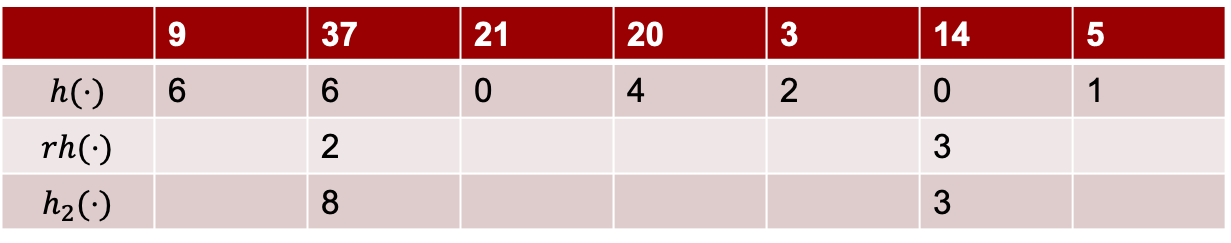 9 37 21 20 3 14 5
h(·) 6 6 0 4 2 0 1
rh(·) 2 3
h₂(·) 8 3